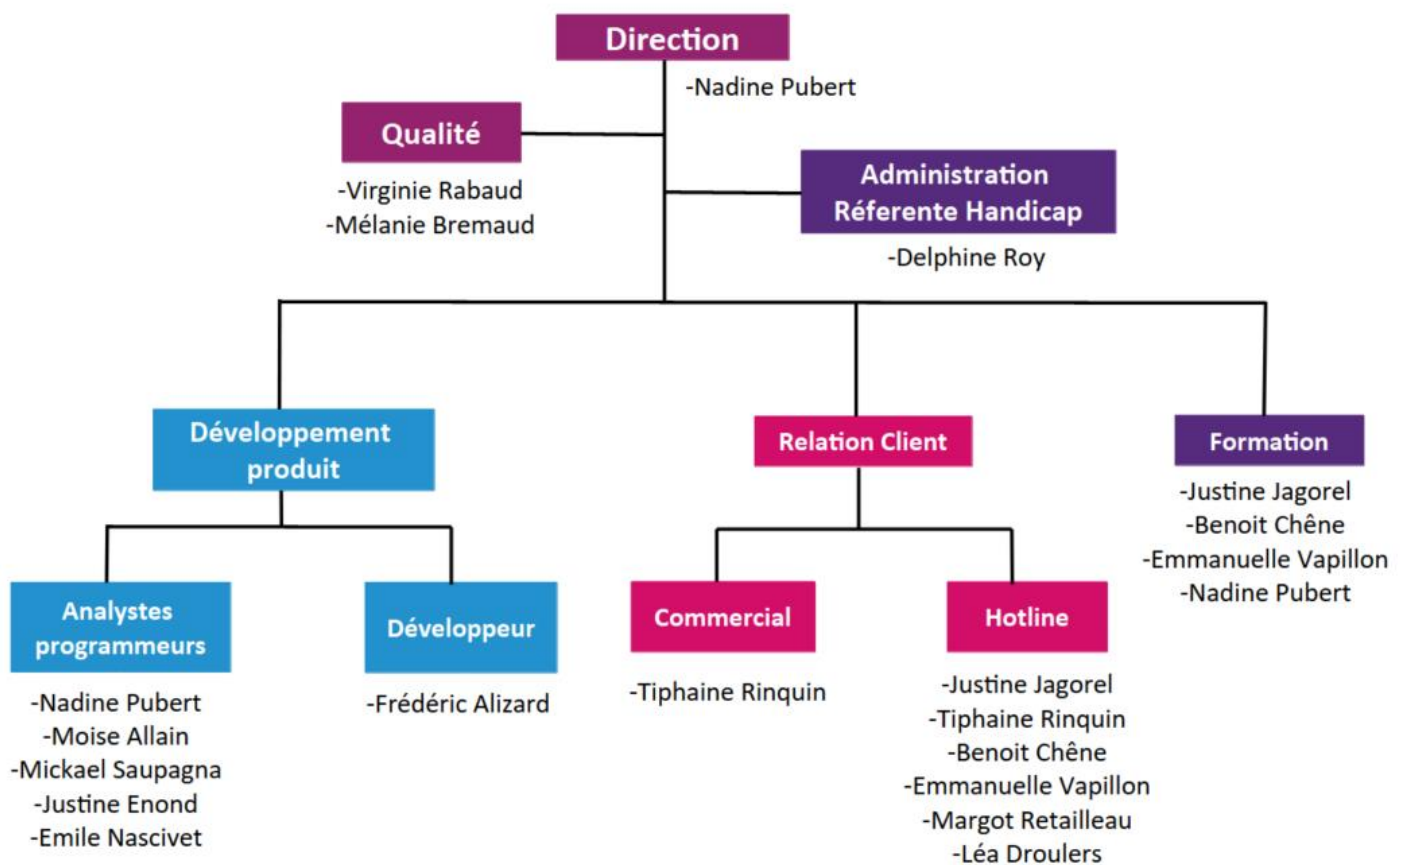 Direction
-Nadine Pubert
Qualité
-Virginie Rabaud
-Mélanie Bremaud
Administration
Réferente Handicap
-Delphine Roy
Développement
produit
Relation Client
Formation
-Justine Jagorel
-Benoit Chêne
-Emmanuelle Vapillon
-Nadine Pubert
Analystes
programmeurs
-Nadine Pubert
-Moise Allain
-Mickael Saupagna
-Justine Enond
-Emile Nascivet
Développeur
-Frédéric Alizard
Commercial
-Tiphaine Rinquin
Hotline
-Justine Jagorel
-Tiphaine Rinquin
-Benoit Chêne
-Emmanuelle Vapillon
-Margot Retailleau
-Léa Droulers